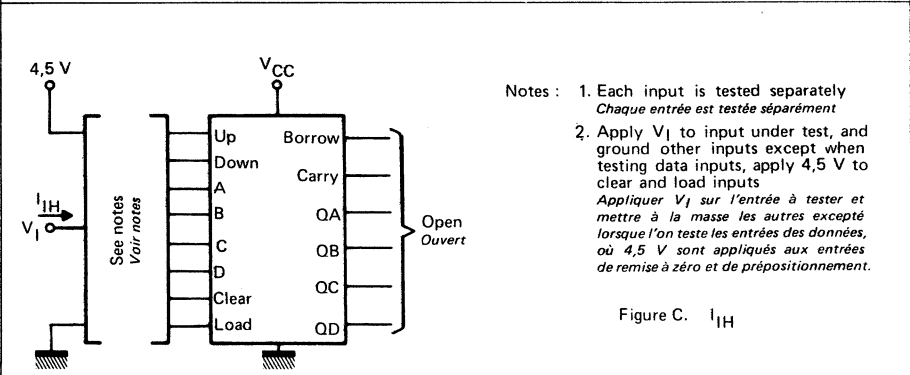 4,5 V
VCC
IIH
VI
See notes
Voir notes
Up
Down
A
B
C
D
Clear
Load
Borrow
Carry
QA
QB
QC
QD
Open
Ouvert
Notes : 1. Each input is tested separately
Chaque entrée est testée séparément
2. Apply VI to input under test, and
ground other inputs except when
testing data inputs, apply 4,5 V to
clear and load inputs
Appliquer VI sur l'entrée à tester et
mettre à la masse les autres excepté
lorsque l'on teste les entrées des données,
où 4,5 V sont appliqués aux entrées
de remise à zéro et de prépositionnement.
Figure C. IIH